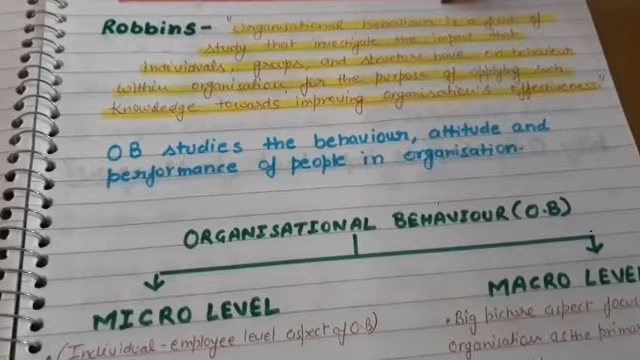 Robbins - "Organisational behaviour is a field of
study that investigate the impact that
individuals, groups, and structure have on behaviour
within organisation, for the purpose of applying such
knowledge towards improving organisation's effectiveness"
OB studies the behaviour, attitude and
performance of people in organisation.
ORGANISATIONAL BEHAVIOUR (O.B)
MICRO LEVEL
MACRO LEVEL
• (Individual-employee level aspect of O.B)
• Big picture aspect focus
organisation as the prima